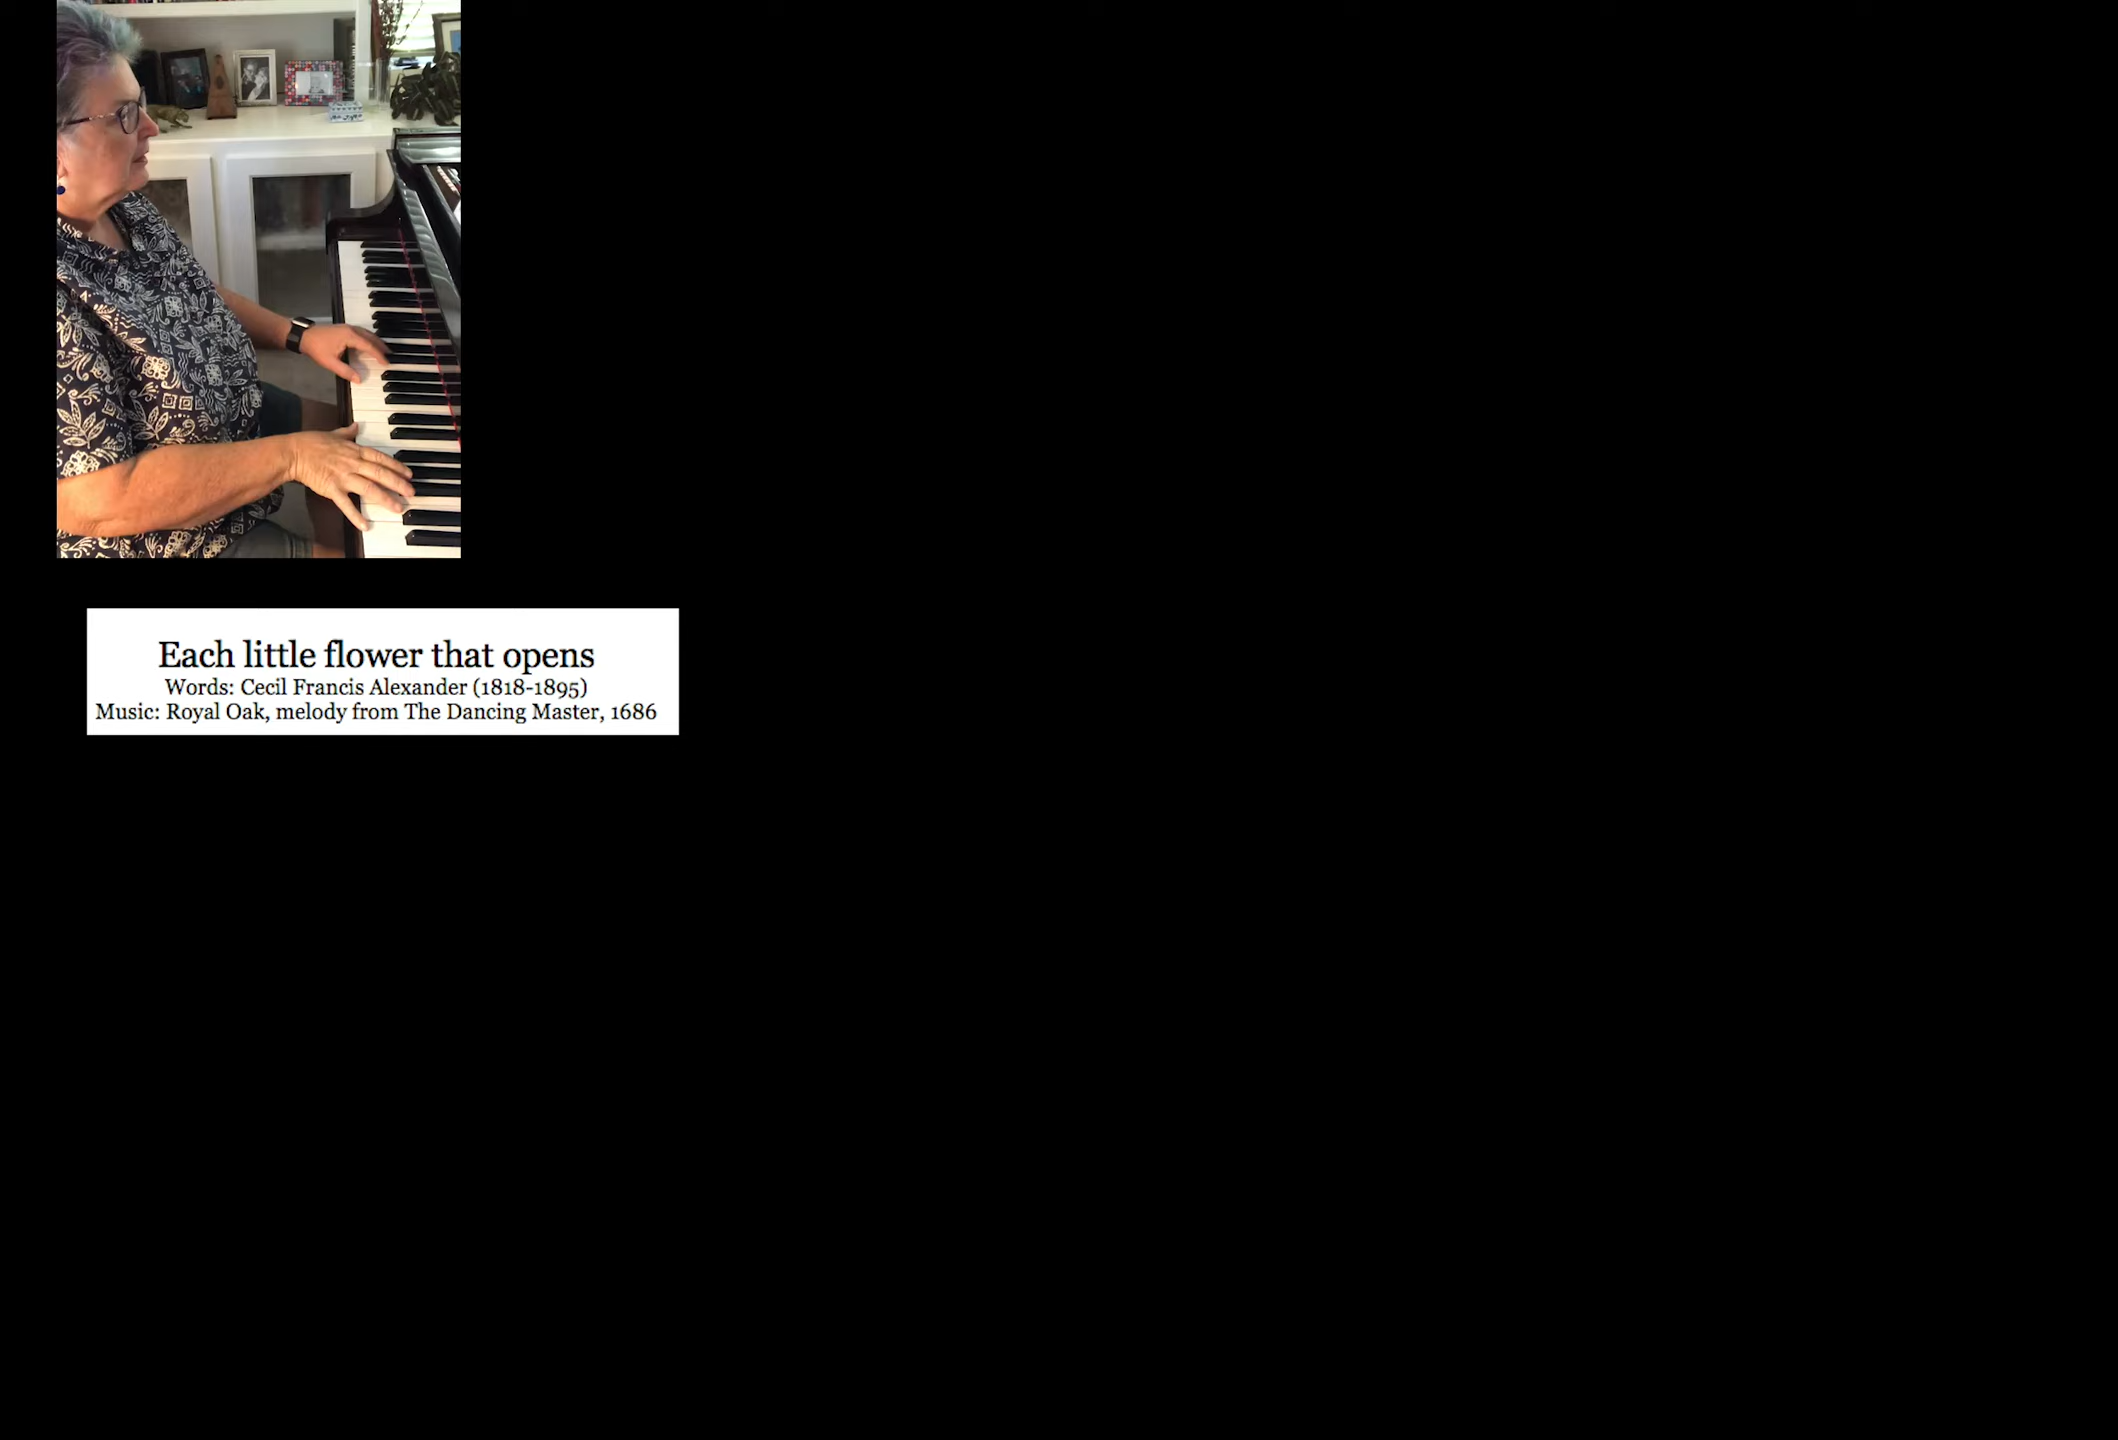 Each little flower that opens
Words: Cecil Francis Alexander (1818-1895)
Music: Royal Oak, melody from The Dancing Master, 1686